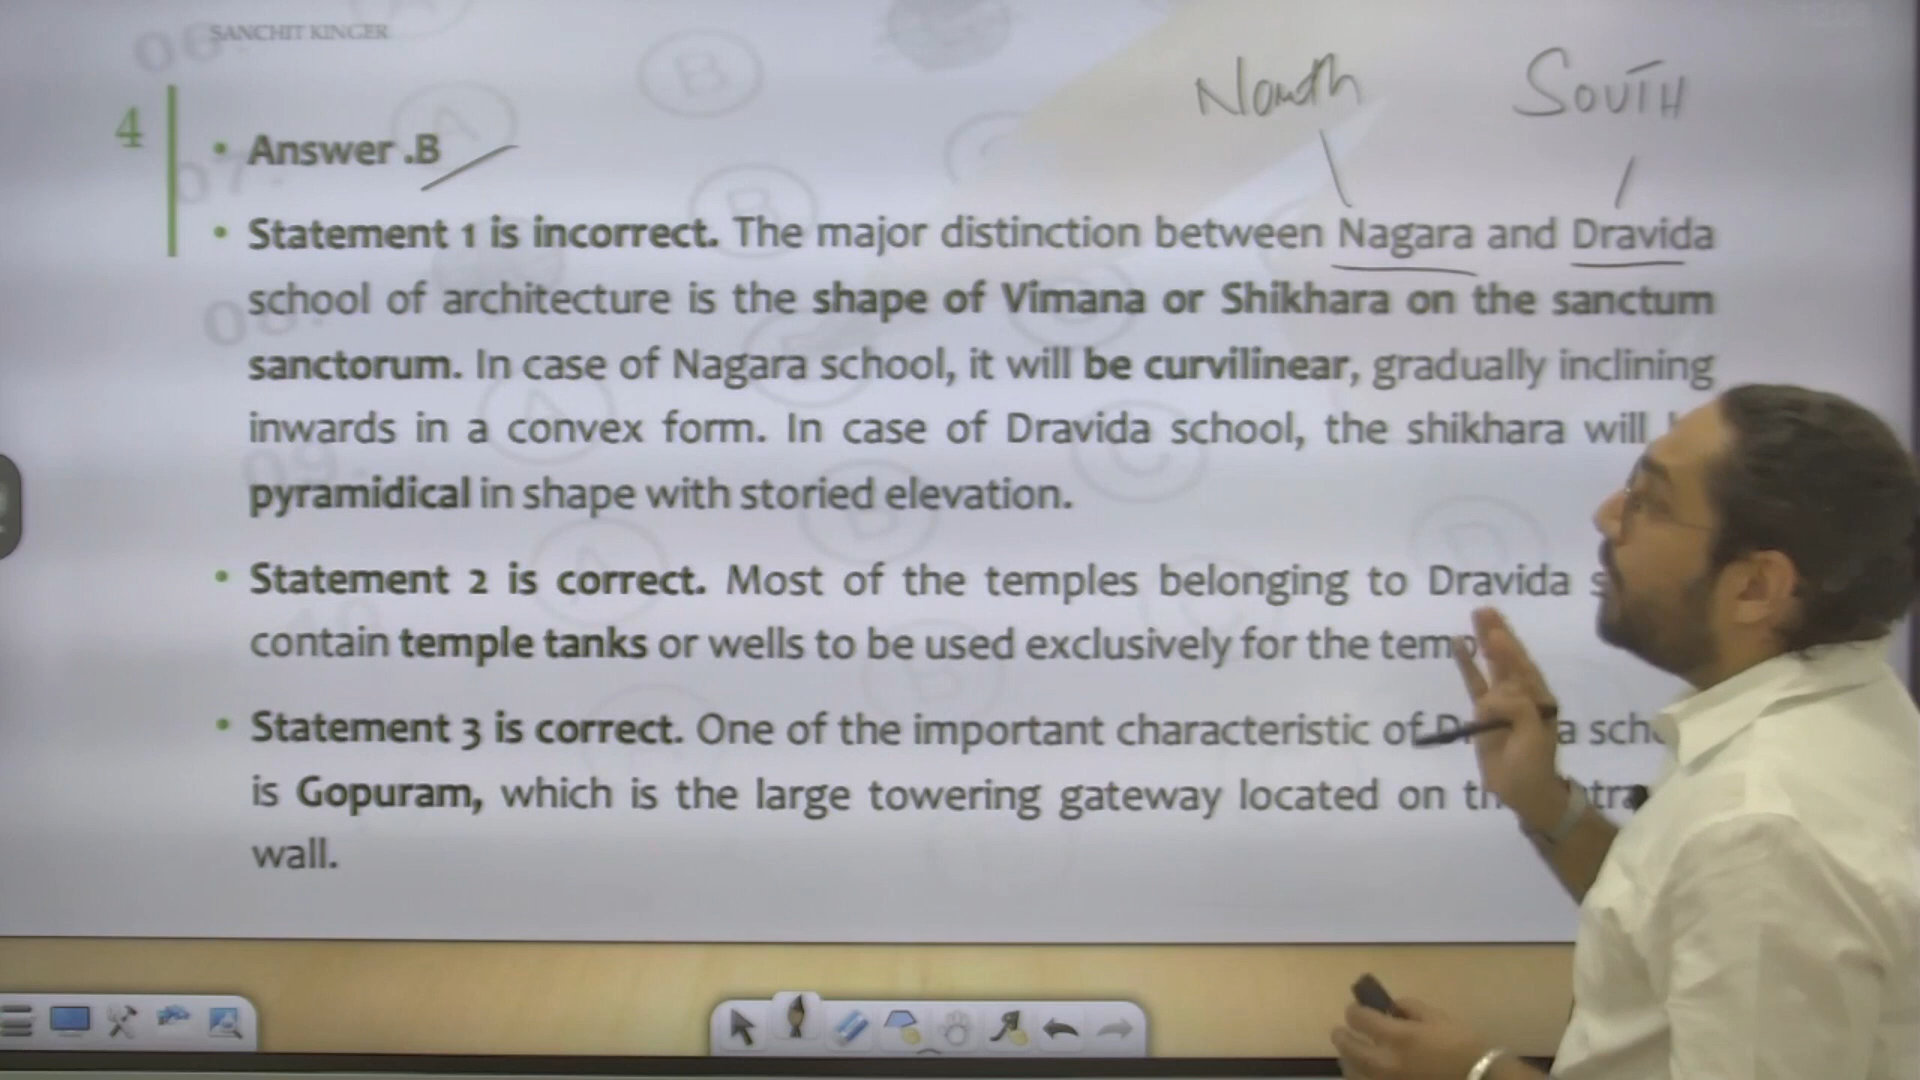 SANCHIT KINGER
North SOUTH
4
• Answer .B
• Statement 1 is incorrect. The major distinction between Nagara and Dravida
school of architecture is the shape of Vimana or Shikhara on the sanctum
sanctorum. In case of Nagara school, it will be curvilinear, gradually inclining
inwards in a convex form. In case of Dravida school, the shikhara will
pyramidical in shape with storied elevation.
• Statement 2 is correct. Most of the temples belonging to Dravida
contain temple tanks or wells to be used exclusively for the
• Statement 3 is correct. One of the important characteristic of
is Gopuram, which is the large towering gateway located on
wall.